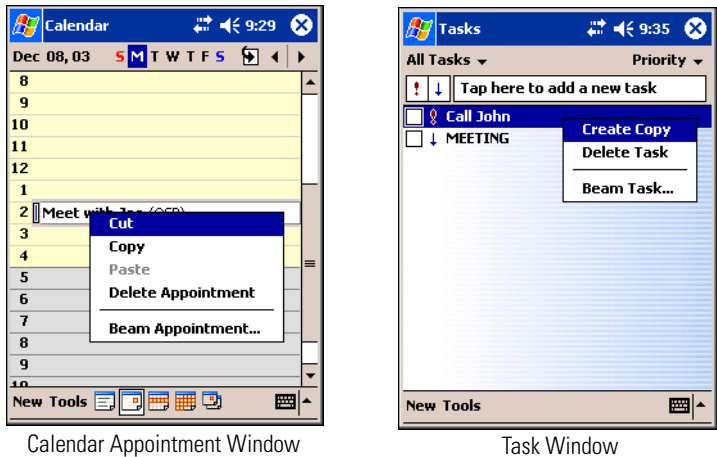 Calendar 9:29
Dec 08, 03 S M T W T F S
8
9
10
11
12
1
2 Meet with
3
4
5
6
7
8
9
10
Cut
Copy
Paste
Delete Appointment
Beam Appointment...
New Tools
Calendar Appointment Window
Tasks 9:35
All Tasks Priority
Tap here to add a new task
Call John
MEETING
Create Copy
Delete Task
Beam Task...
New Tools
Task Window